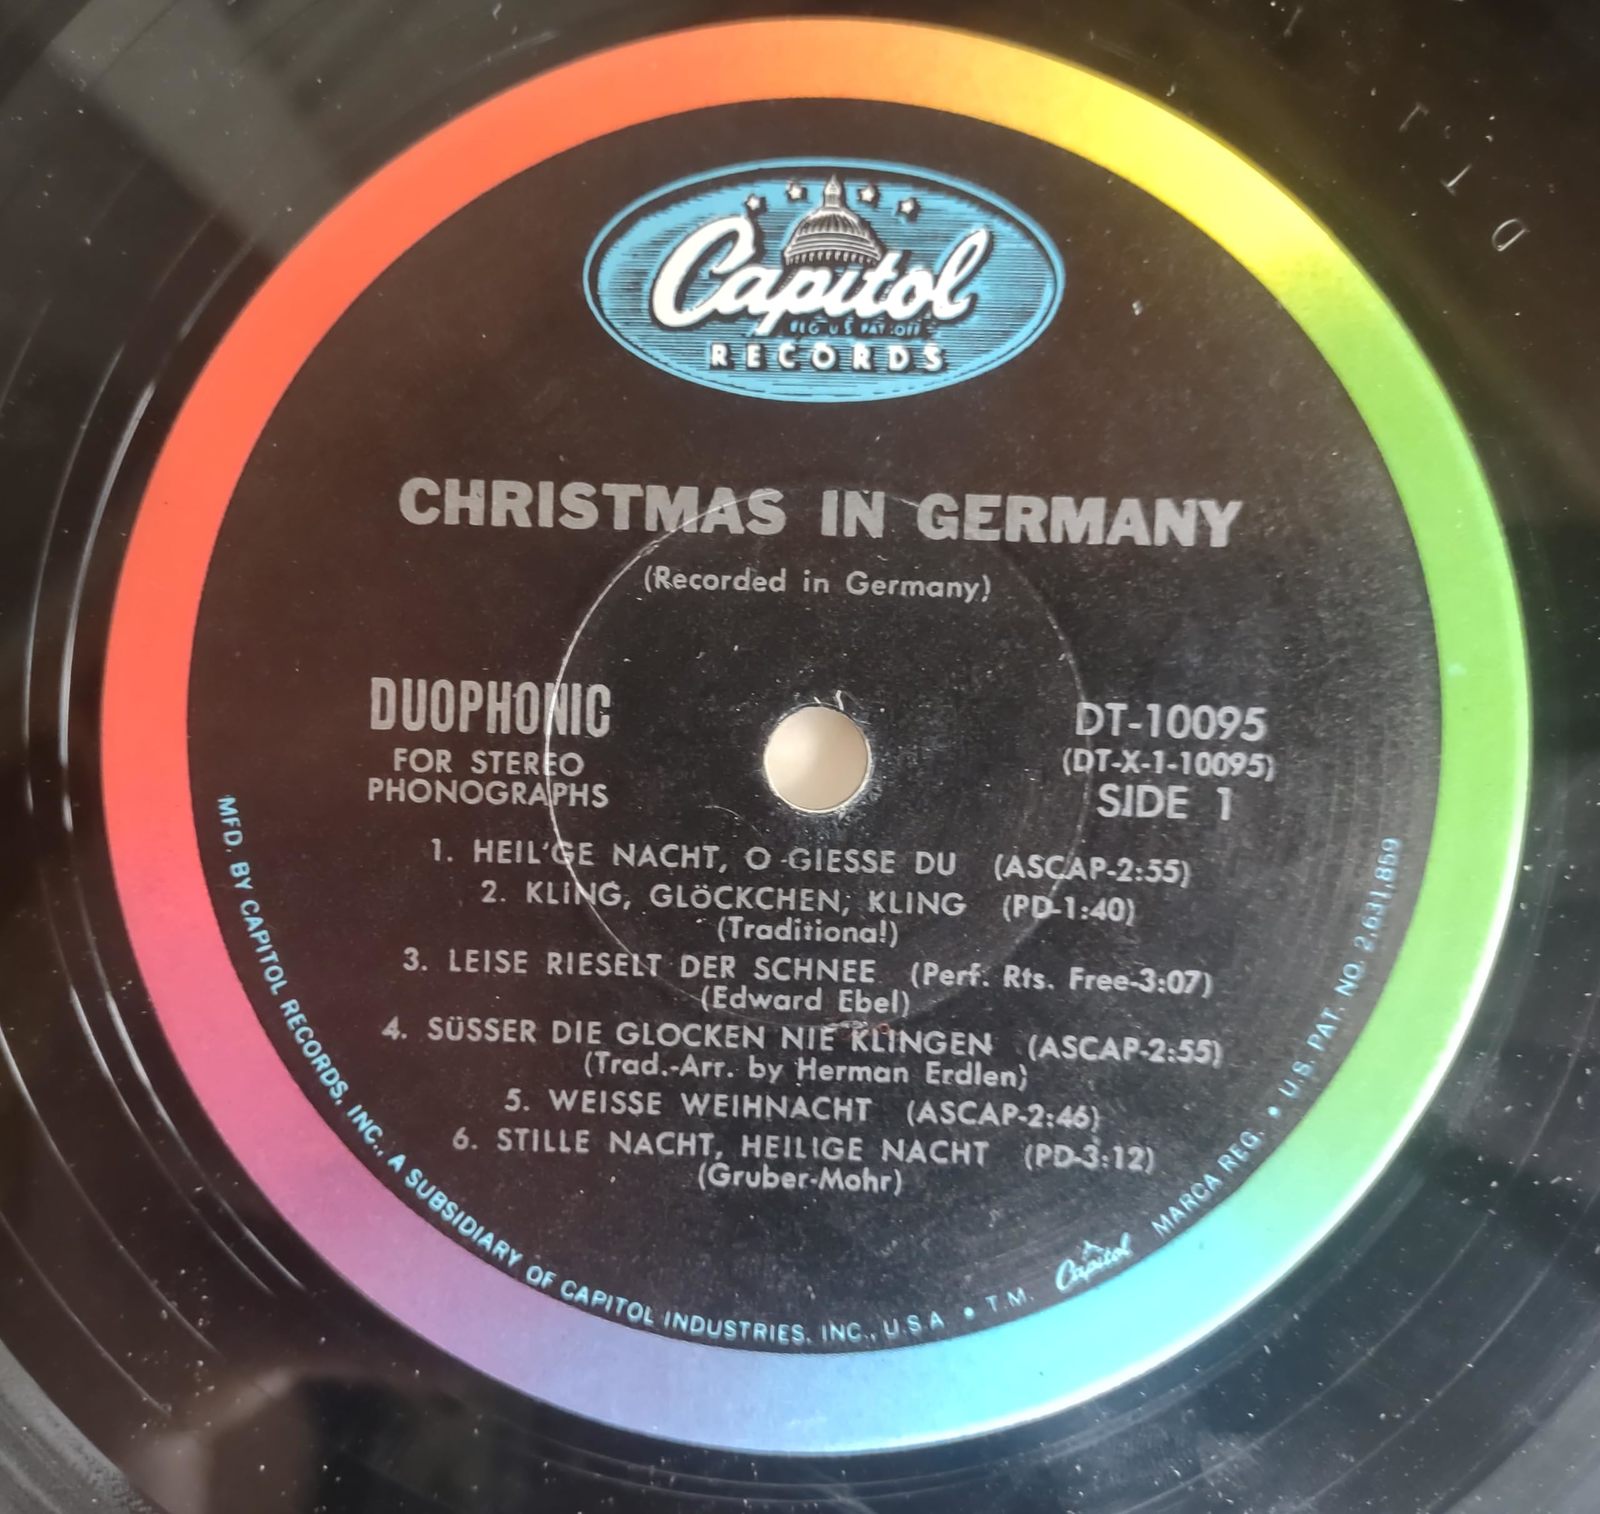 Capitol
REG. U.S. PAT. OFF.
RECORDS
CHRISTMAS IN GERMANY
(Recorded in Germany)
DUOPHONIC
FOR STEREO
PHONOGRAPHS
DT-10095
(DT-X-1-10095)
SIDE 1
1. HEIL'GE NACHT, O GIESSE DU (ASCAP-2:55)
2. KLING, GLÖCKCHEN, KLING (PD-1:40)
(Traditional)
3. LEISE RIESELT DER SCHNEE (Perf. Rts. Free-3:07)
(Edward Ebel)
4. SÜSSER DIE GLOCKEN NIE KLINGEN (ASCAP-2:55)
(Trad.-Arr. by Herman Erdlen)
5. WEISSE WEIHNACHT (ASCAP-2:46)
6. STILLE NACHT, HEILIGE NACHT (PD-3:12)
(Gruber-Mohr)
MFD. BY CAPITOL RECORDS, INC., A SUBSIDIARY OF CAPITOL INDUSTRIES, INC., U.S.A. • T.M. Capitol MARCA REG. • U.S. PAT. NO. 2,631,859